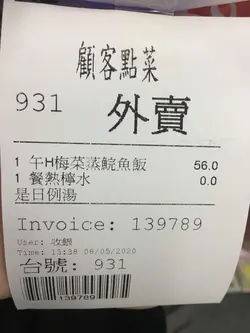 顧客點菜
931 外賣
1 午H梅菜蒸鯇魚飯 56.0
1 餐熱檸水 0.0
是日例湯
Invoice: 139789
User: 收銀
Time: 13:38 08/05/2020
台號: 931
139789